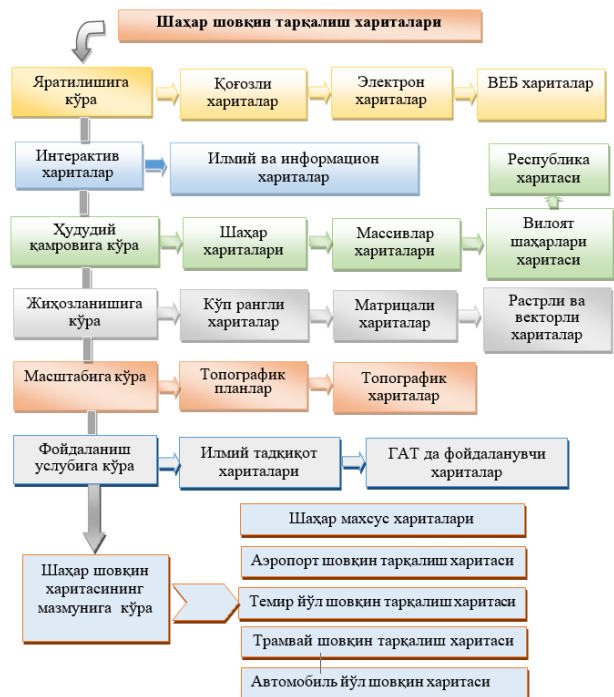 Шаҳар шовқин тарқалиш хариталари
Яратилишига
кўра
Қоғозли
хариталар
Электрон
хариталар
ВЕБ хариталар
Интерактив
хариталар
Илмий ва информацион
хариталар
Республика
харитаси
Ҳудудий
қамровига кўра
Шаҳар
хариталари
Массивлар
хариталари
Вилоят
шаҳарлари
харитаси
Жиҳозланишига
кўра
Кўп рангли
хариталар
Матрицали
хариталар
Растрли ва
векторли
хариталар
Масштабига кўра
Топографик
планлар
Топографик
хариталар
Фойдаланиш
услубига кўра
Илмий тадқиқот
хариталари
ГАТ да фойдаланувчи
хариталар
Шаҳар шовқин
харитасининг
мазмунига кўра
Шаҳар махсус хариталари
Аэропорт шовқин тарқалиш харитаси
Темир йўл шовқин тарқалиш харитаси
Трамвай шовқин тарқалиш харитаси
Автомобиль йўл шовқин харитаси